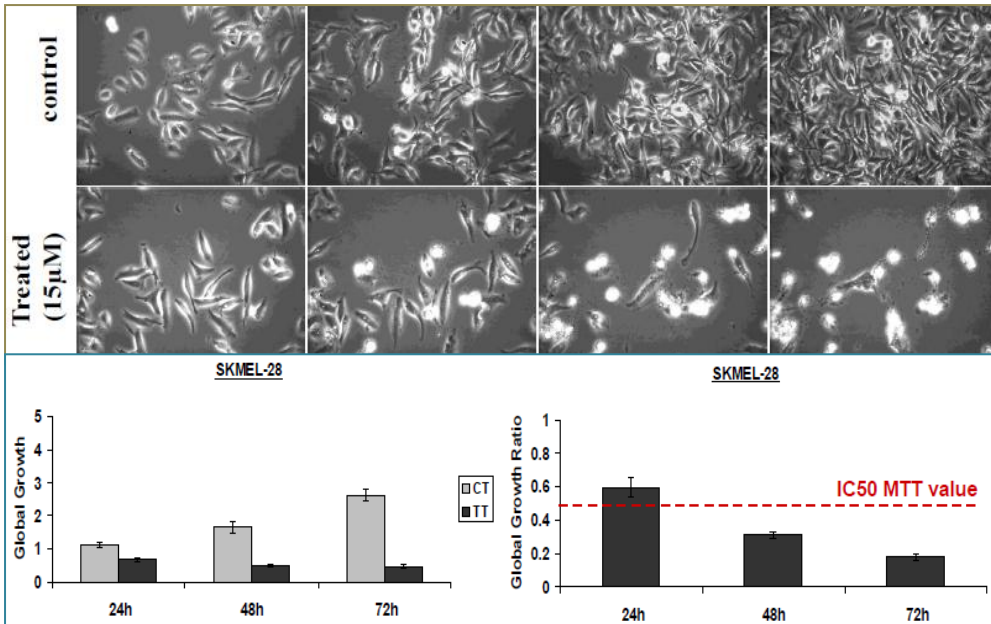 control
Treated
(15µM)
SKMEL-28
Global Growth
5
4
3
2
1
0
24h
48h
72h
CT
TT
SKMEL-28
Global Growth Ratio
1
0.8
0.6
0.4
0.2
0
IC50 MTT value
24h
48h
72h